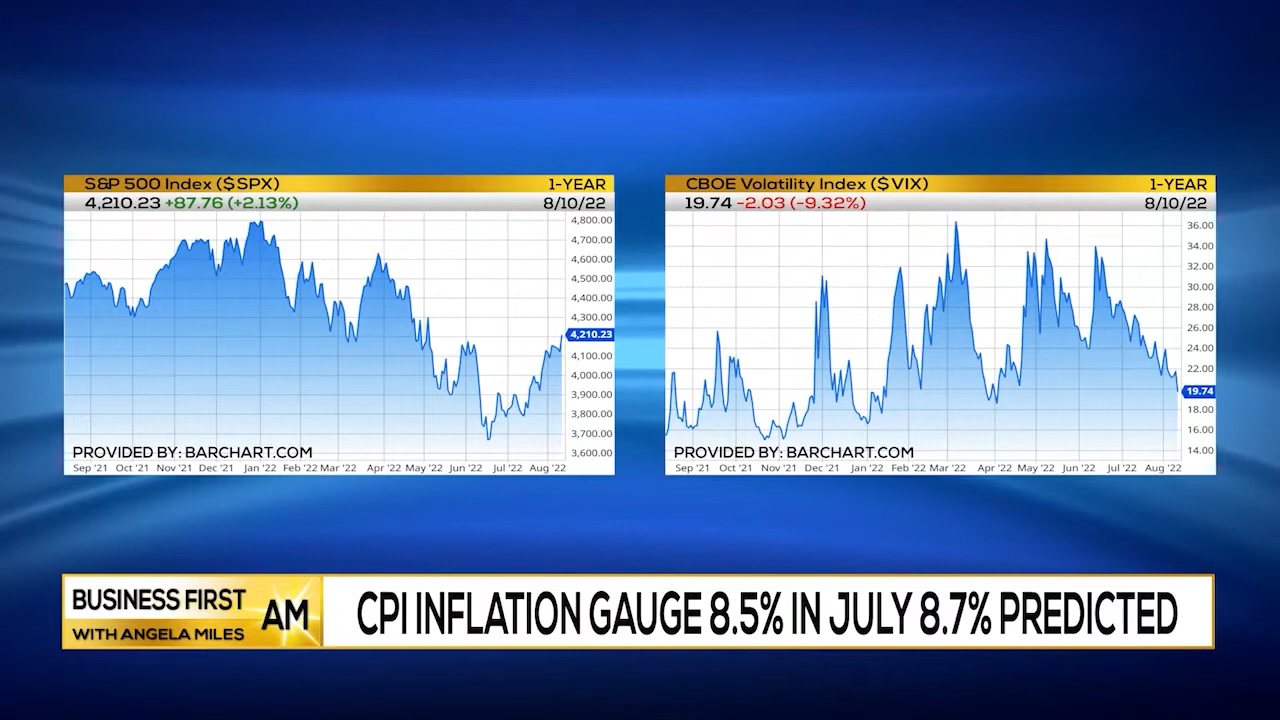 S&P 500 Index ($SPX) 1-YEAR
4,210.23 +87.76 (+2.13%) 8/10/22
4,800.00
4,700.00
4,600.00
4,500.00
4,400.00
4,300.00
4,210.23
4,100.00
4,000.00
3,900.00
3,800.00
3,700.00
3,600.00
PROVIDED BY: BARCHART.COM
Sep '21 Oct '21 Nov '21 Dec '21 Jan '22 Feb '22 Mar '22 Apr '22 May '22 Jun '22 Jul '22 Aug '22
CBOE Volatility Index ($VIX) 1-YEAR
19.74 -2.03 (-9.32%) 8/10/22
36.00
34.00
32.00
30.00
28.00
26.00
24.00
22.00
19.74
18.00
16.00
14.00
PROVIDED BY: BARCHART.COM
Sep '21 Oct '21 Nov '21 Dec '21 Jan '22 Feb '22 Mar '22 Apr '22 May '22 Jun '22 Jul '22 Aug '22
BUSINESS FIRST AM
WITH ANGELA MILES
CPI INFLATION GAUGE 8.5% IN JULY 8.7% PREDICTED